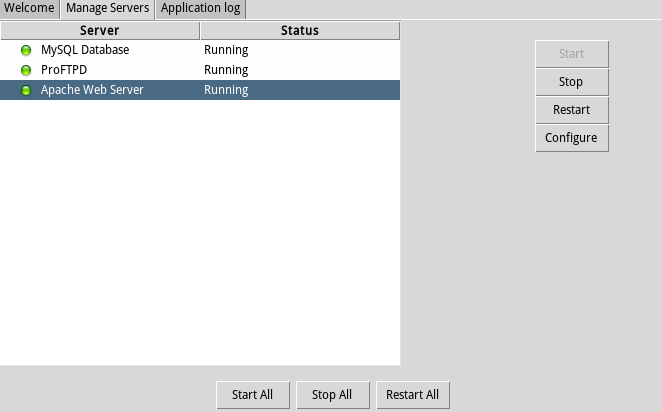 Welcome Manage Servers Application log
Server Status
MySQL Database Running
ProFTPD Running
Apache Web Server Running
Start
Stop
Restart
Configure
Start All Stop All Restart All